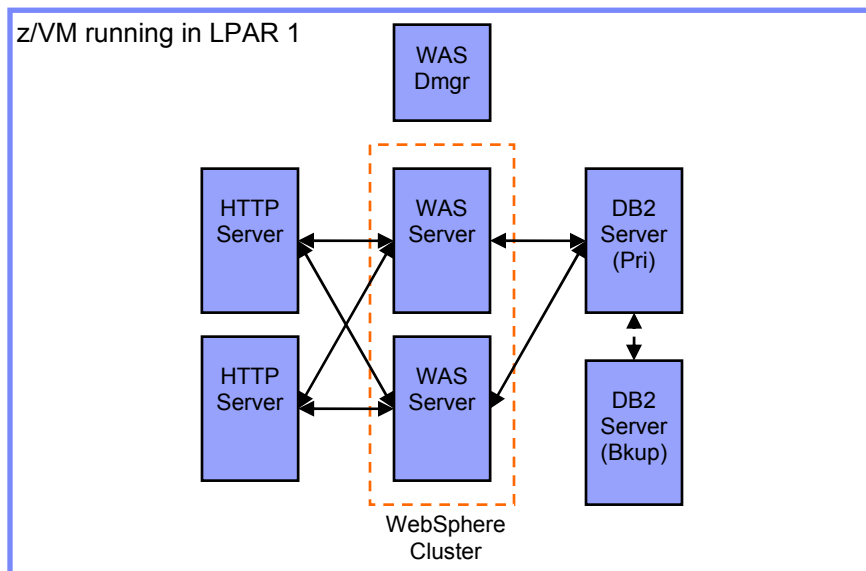 z/VM running in LPAR 1
WAS
Dmgr
HTTP
Server
WAS
Server
DB2
Server
(Pri)
HTTP
Server
WAS
Server
DB2
Server
(Bkup)
WebSphere
Cluster